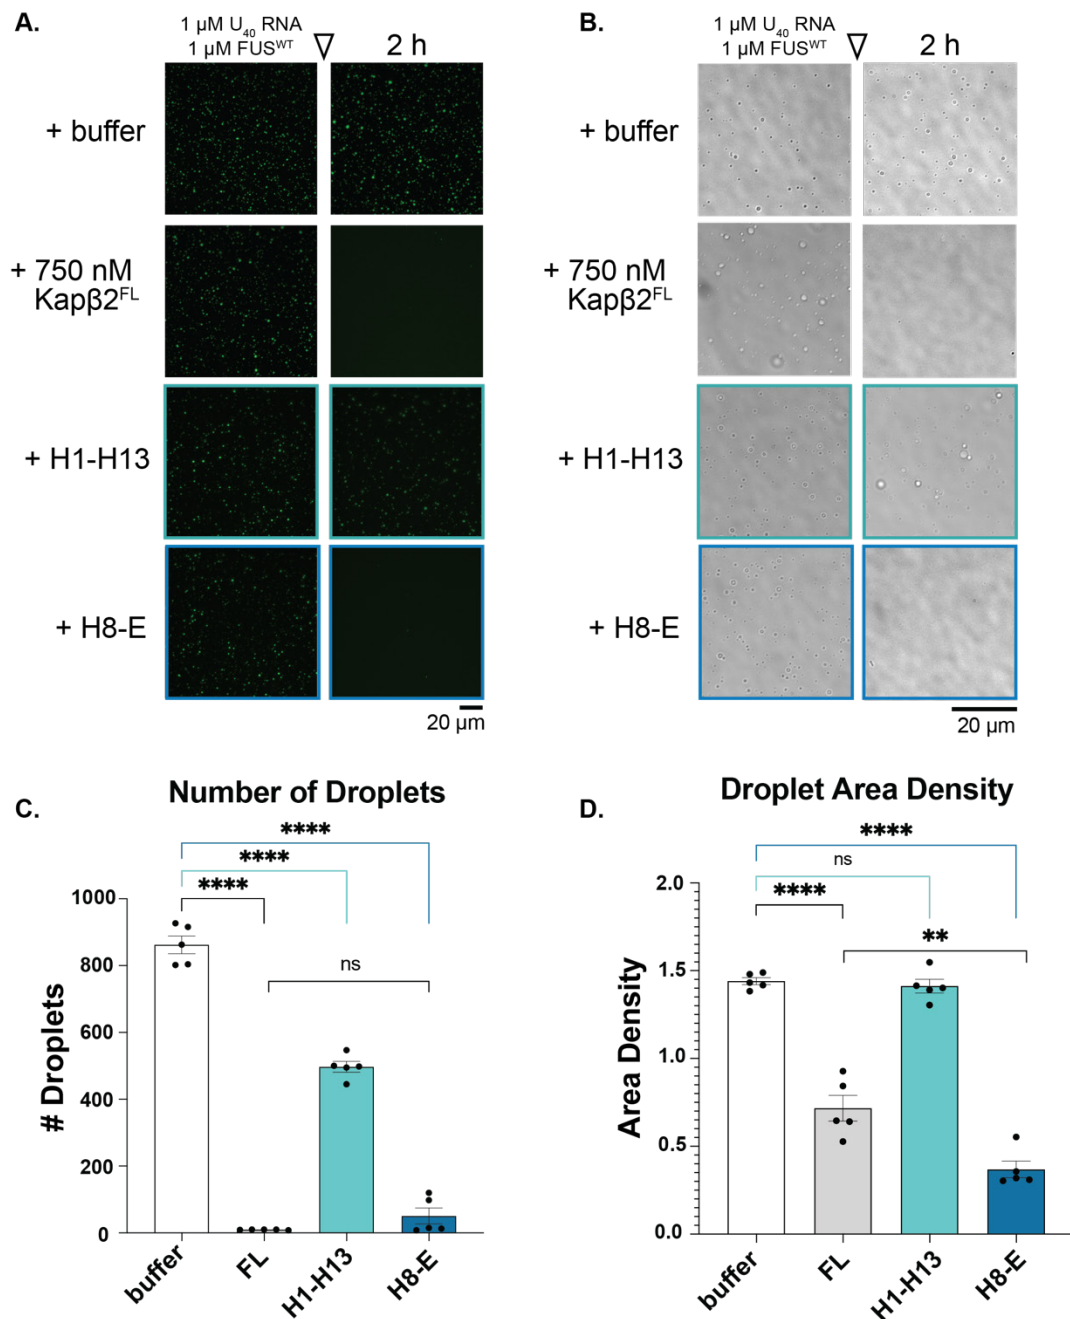 A.
1 µM U40 RNA
1 µM FUSWT
2 h
+ buffer
+ 750 nM
Kapβ2FL
+ H1-H13
+ H8-E
20 µm
B.
1 µM U40 RNA
1 µM FUSWT
2 h
+ buffer
+ 750 nM
Kapβ2FL
+ H1-H13
+ H8-E
20 µm
C.
Number of Droplets
****
****
****
ns
# Droplets
1000
800
600
400
200
0
buffer
FL
H1-H13
H8-E
D.
Droplet Area Density
****
ns
****
**
Area Density
2.0
1.5
1.0
0.5
0.0
buffer
FL
H1-H13
H8-E